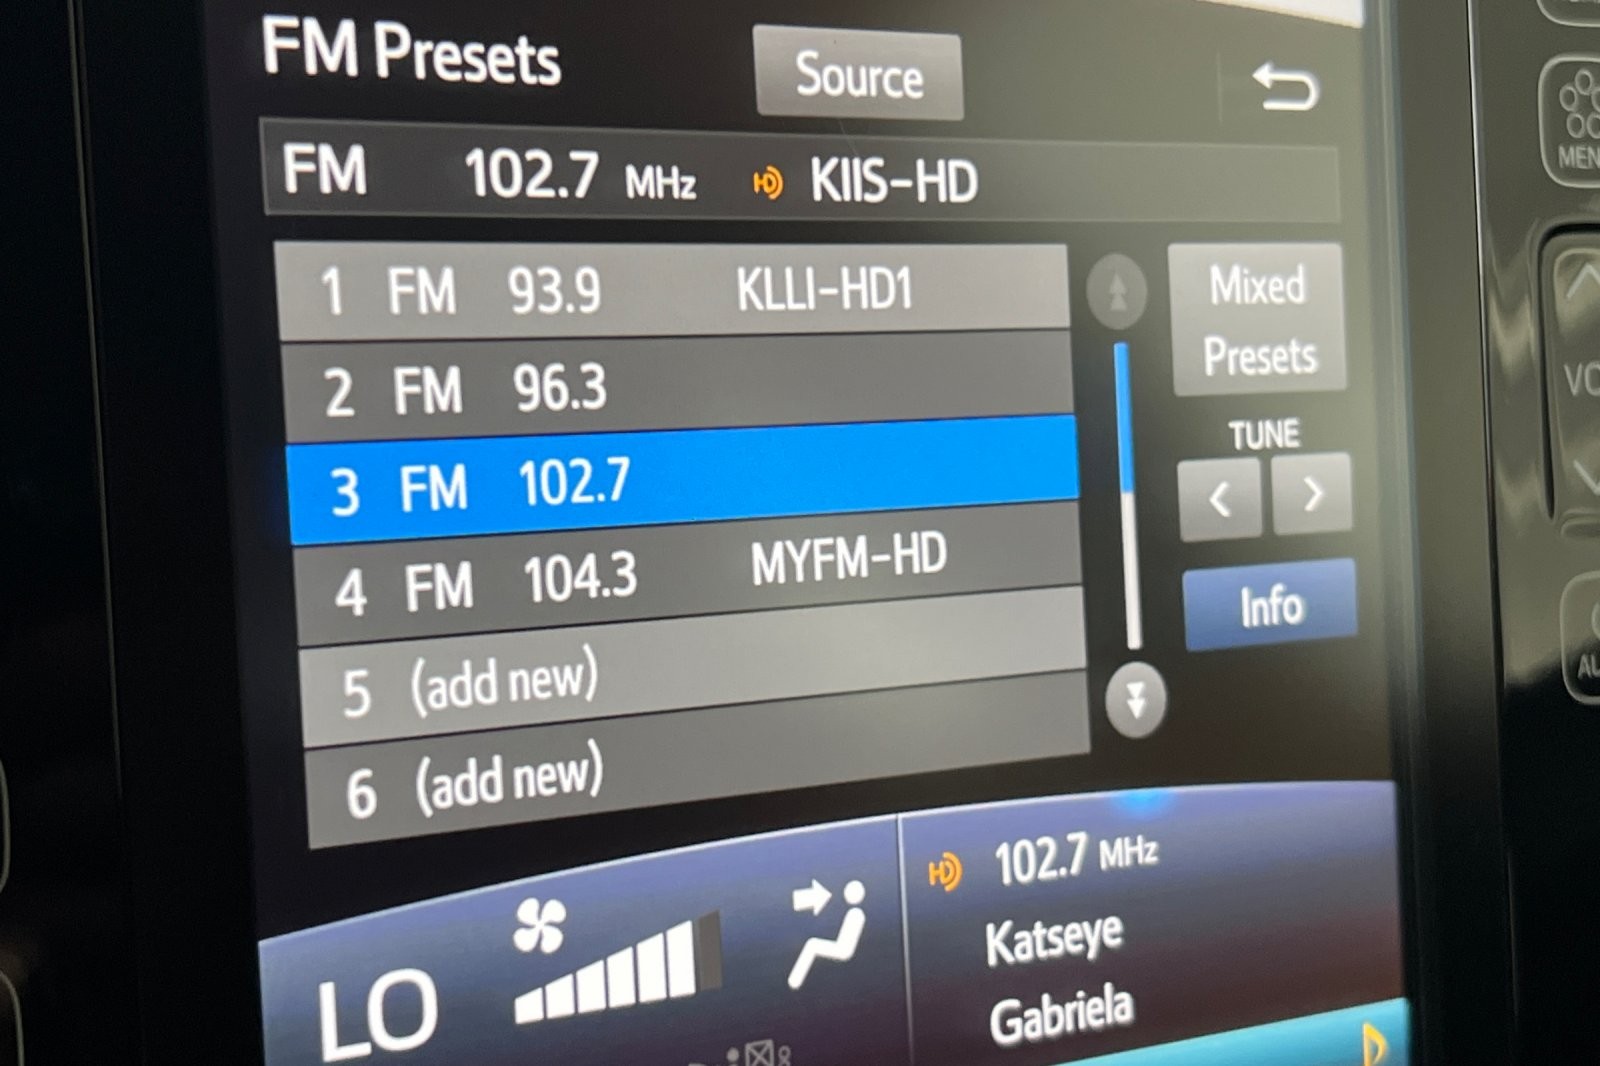 FM Presets
Source
FM 102.7 MHz HD KIIS-HD
1 FM 93.9 KLLI-HD1
2 FM 96.3
3 FM 102.7
4 FM 104.3 MYFM-HD
5 (add new)
6 (add new)
Mixed
Presets
TUNE
Info
LO
HD 102.7 MHz
Katseye
Gabriela